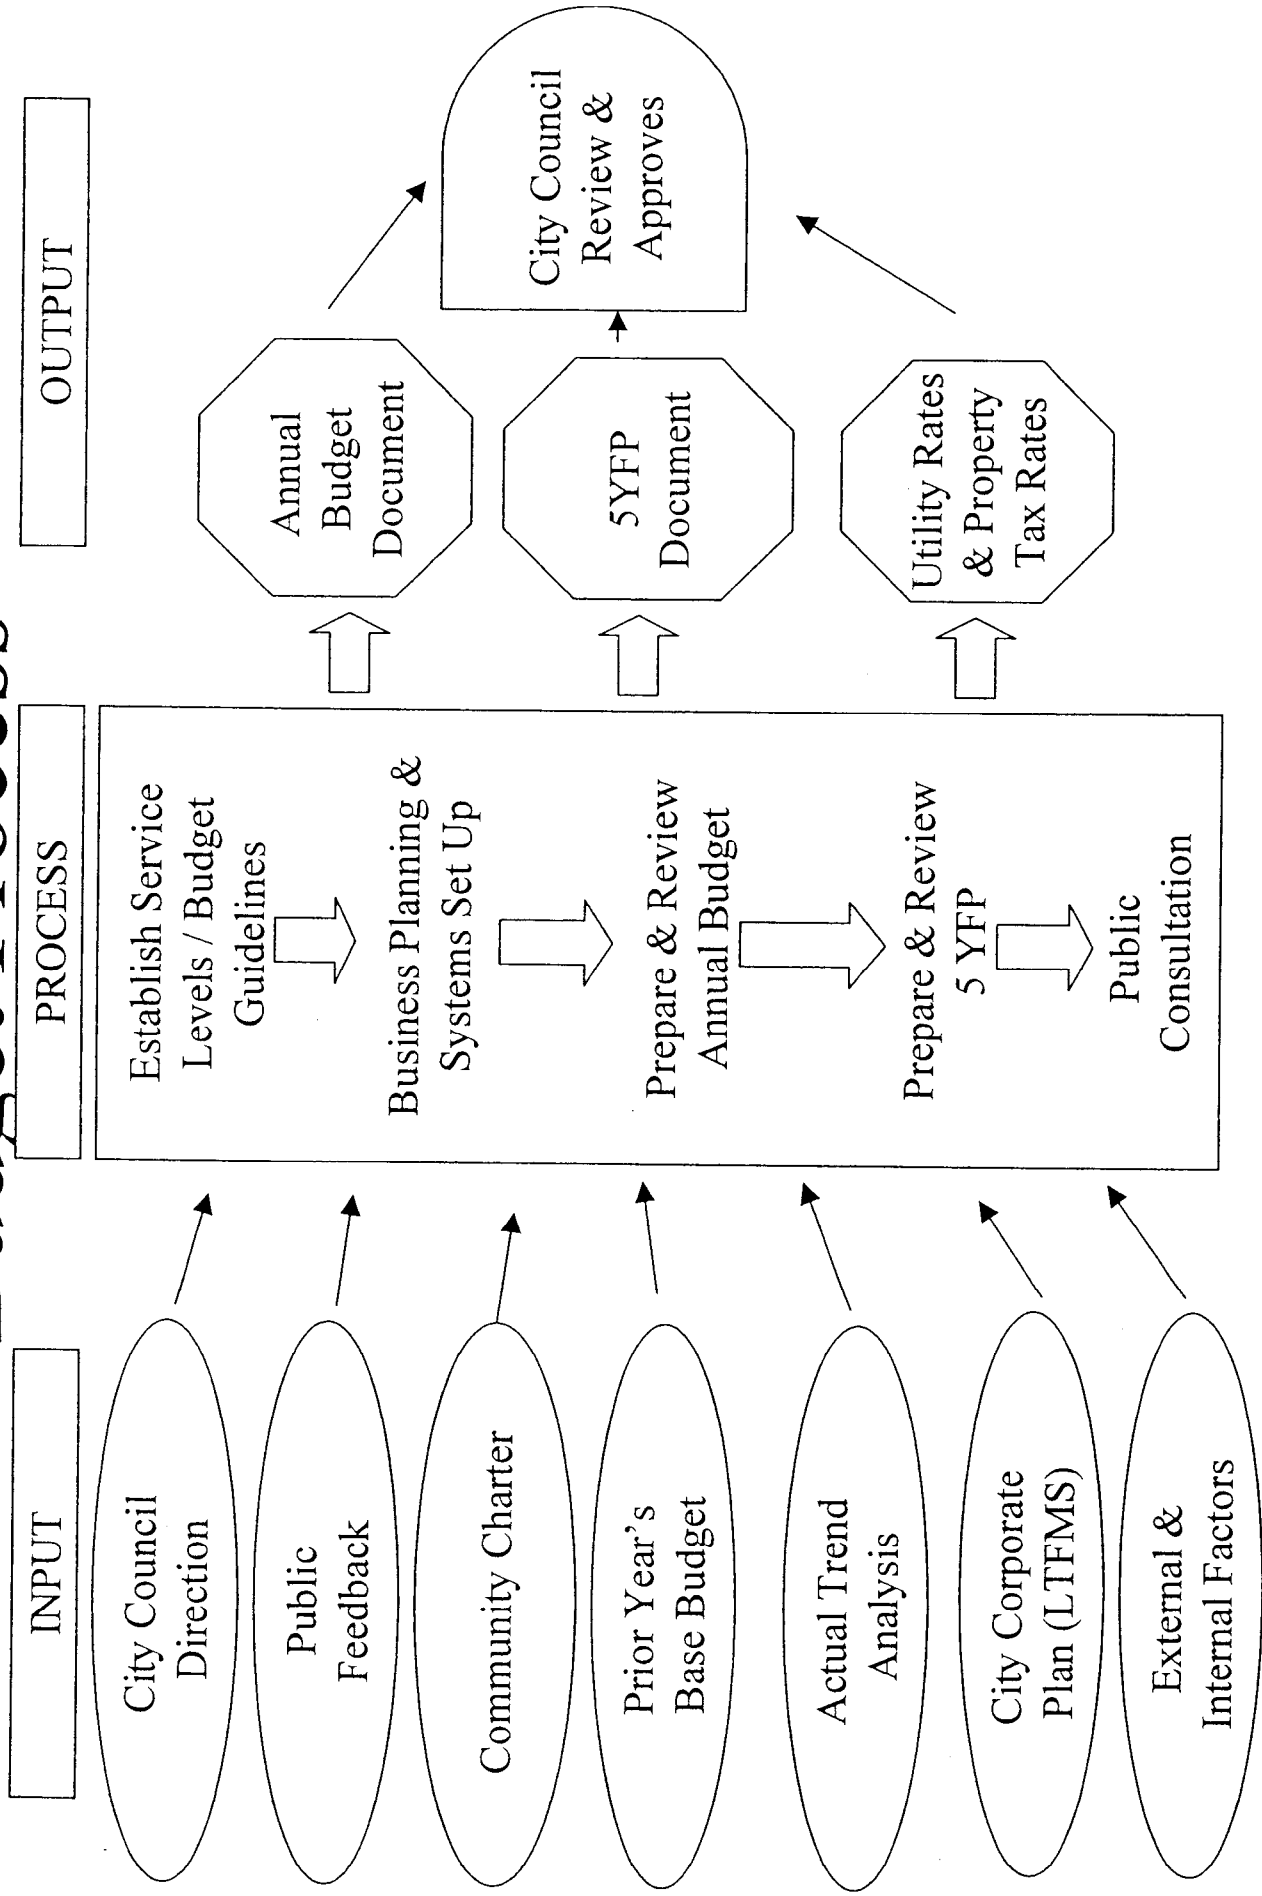 INPUT
City Council
Direction
Public
Feedback
Community Charter
Prior Year's
Base Budget
Actual Trend
Analysis
City Corporate
Plan (LTFMS)
External &
Internal Factors
PROCESS
Establish Service
Levels / Budget
Guidelines
Business Planning &
Systems Set Up
Prepare & Review
Annual Budget
Prepare & Review
5 YFP
Public
Consultation
OUTPUT
Annual
Budget
Document
5YFP
Document
Utility Rates
& Property
Tax Rates
City Council
Review &
Approves